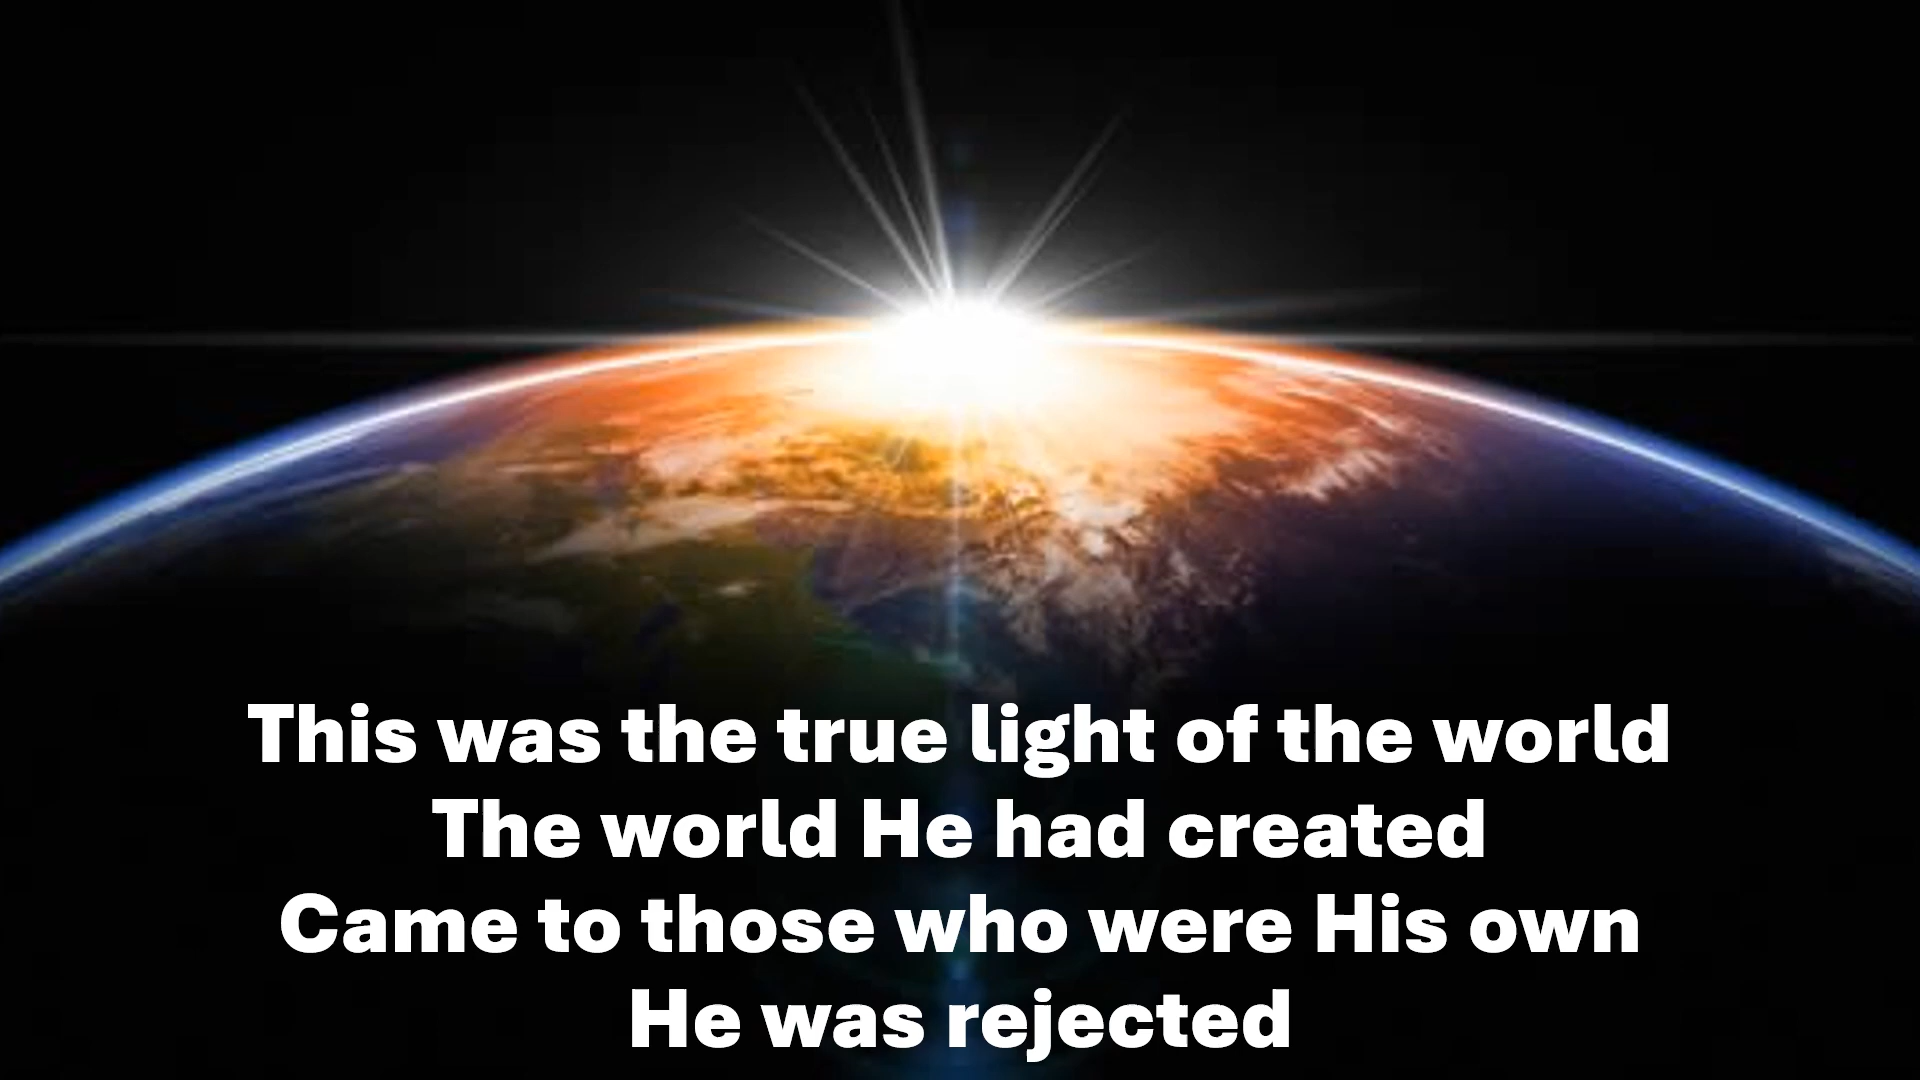 This was the true light of the world
The world He had created
Came to those who were His own
He was rejected